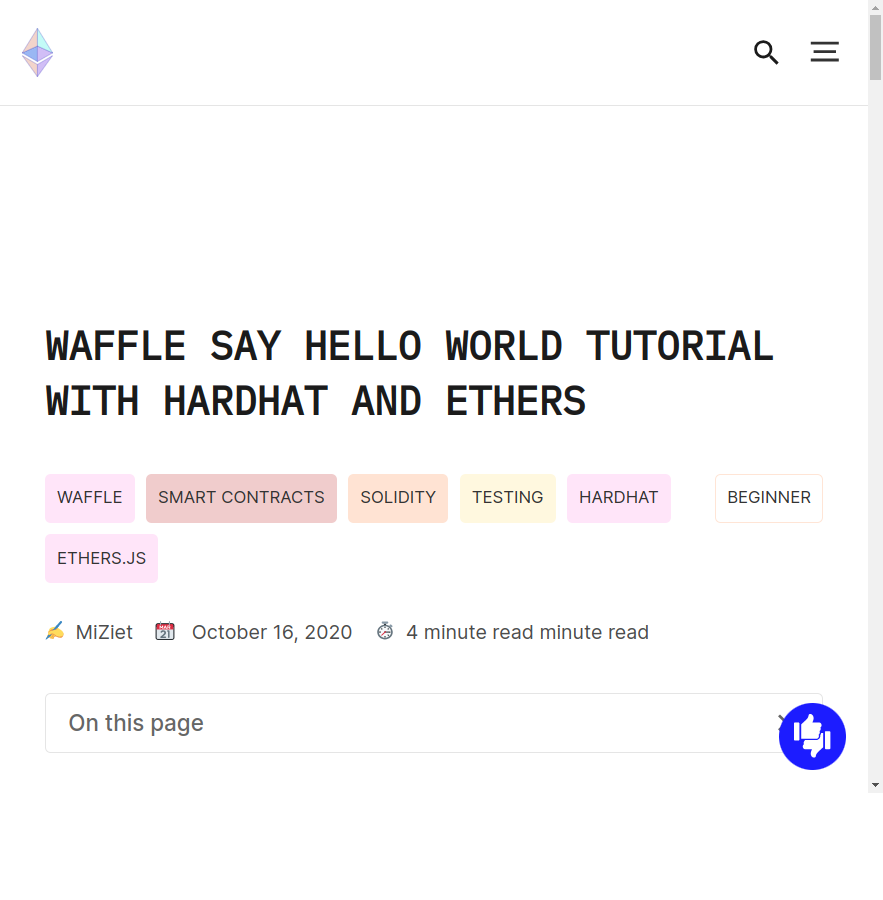 WAFFLE SAY HELLO WORLD TUTORIAL
WITH HARDHAT AND ETHERS
WAFFLE SMART CONTRACTS SOLIDITY TESTING HARDHAT BEGINNER
ETHERS.JS
MiZiet October 16, 2020 4 minute read minute read
On this page